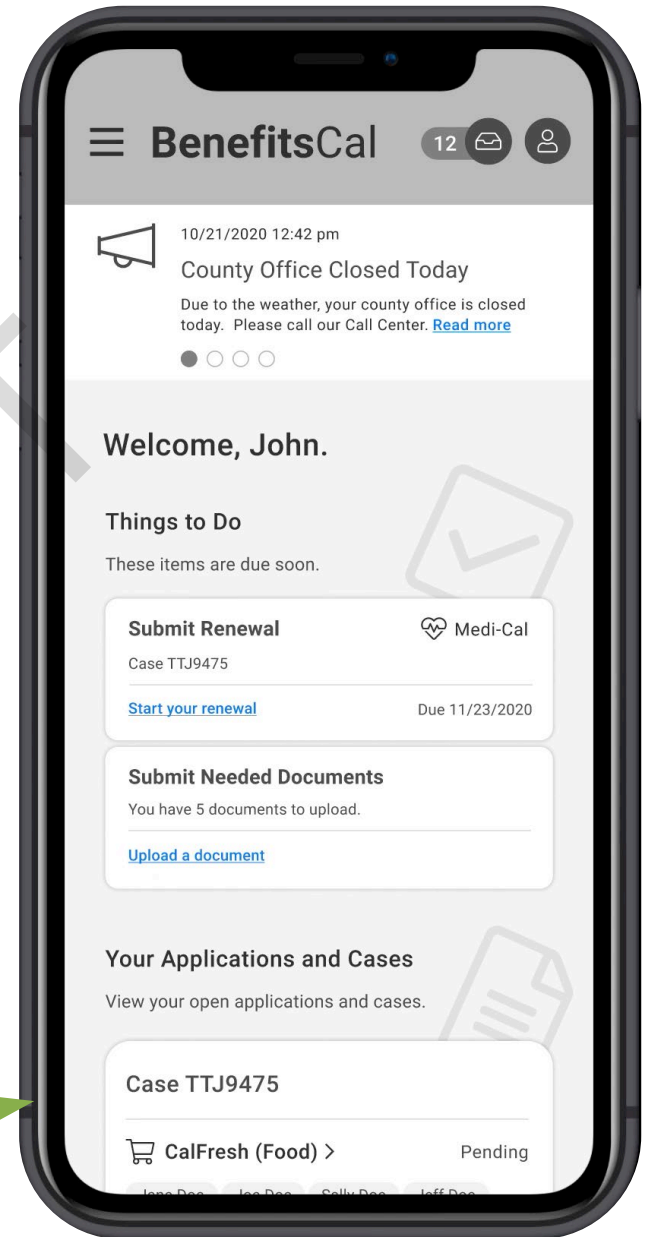 BenefitsCal
12
10/21/2020 12:42 pm
County Office Closed Today
Due to the weather, your county office is closed
today. Please call our Call Center. Read more
Welcome, John.
Things to Do
These items are due soon.
Submit Renewal
Medi-Cal
Case TTJ9475
Start your renewal
Due 11/23/2020
Submit Needed Documents
You have 5 documents to upload.
Upload a document
Your Applications and Cases
View your open applications and cases.
Case TTJ9475
CalFresh (Food) >
Pending